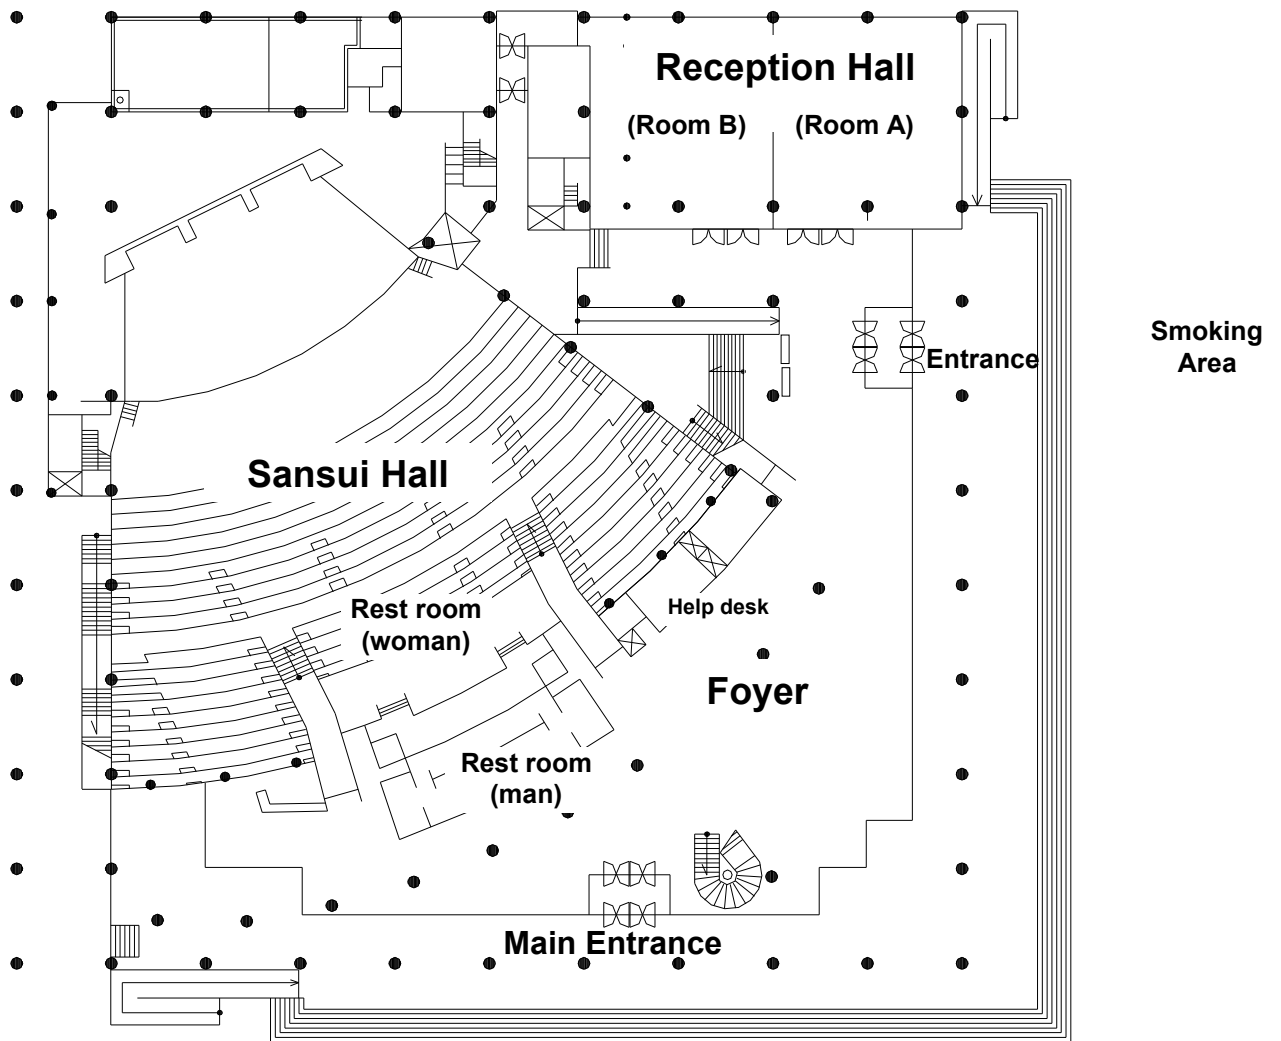 Reception Hall
(Room B) (Room A)
Smoking
Area
Entrance
Sansui Hall
Rest room
(woman)
Help desk
Foyer
Rest room
(man)
Main Entrance